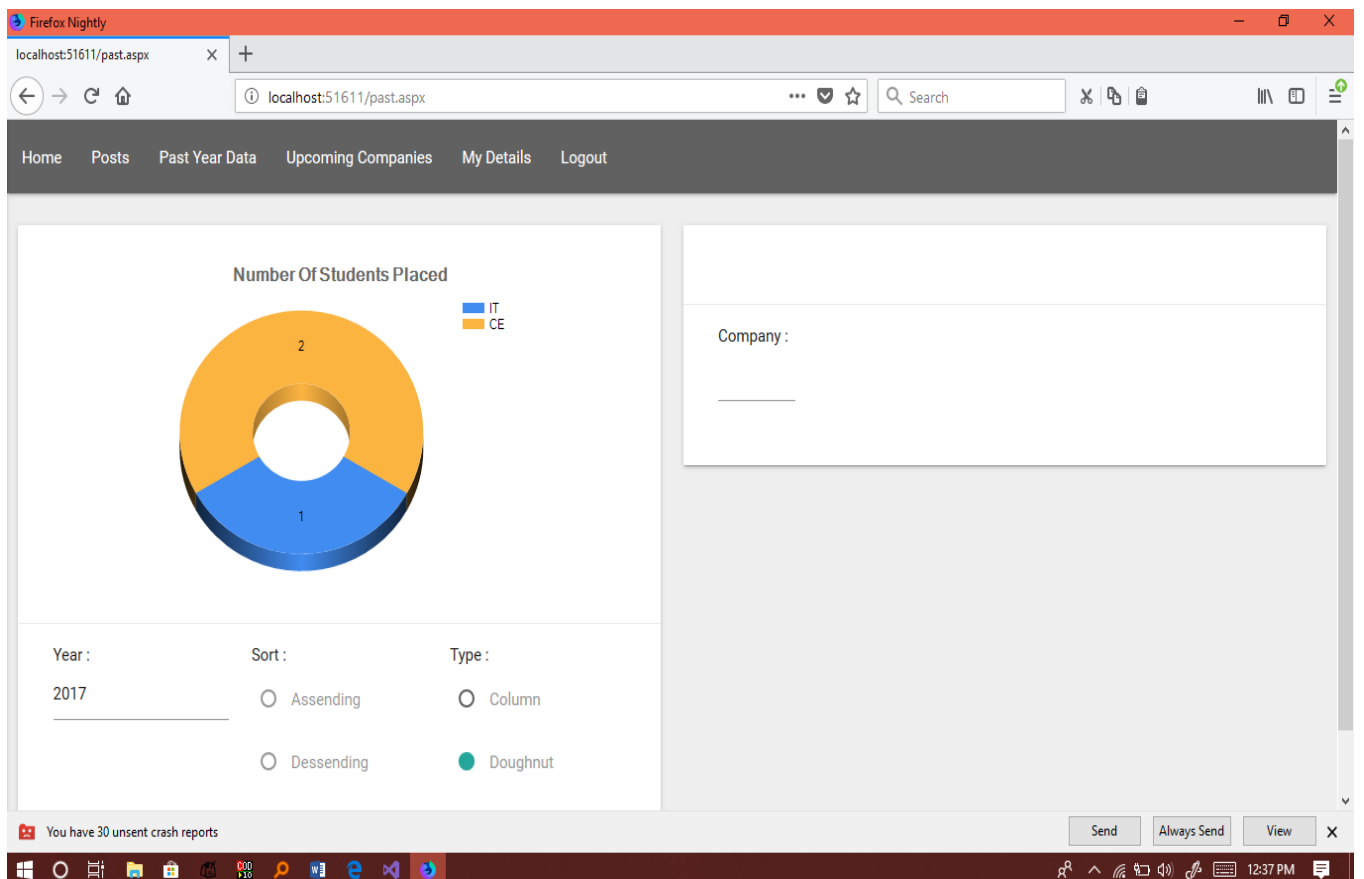 Firefox Nightly
localhost:51611/past.aspx
localhost:51611/past.aspx
Search
Home Posts Past Year Data Upcoming Companies My Details Logout
Number Of Students Placed
IT
CE
2
1
Company :
Year : Sort : Type :
2017 Assending Column
Dessending Doughnut
You have 30 unsent crash reports Send Always Send View
12:37 PM